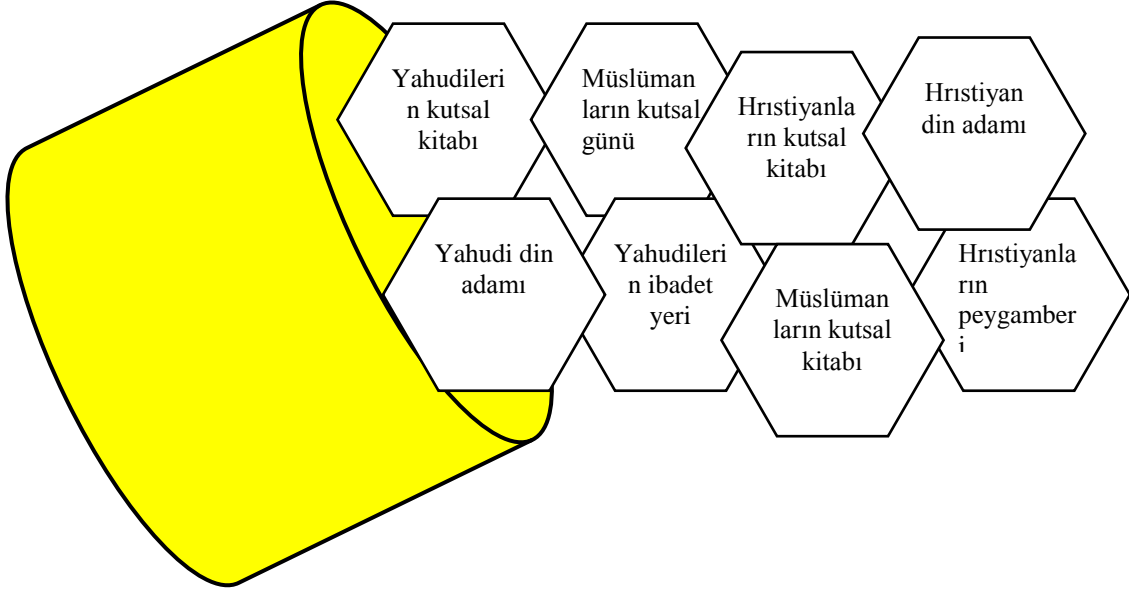 Yahudileri
n kutsal
kitabı
Müslüman
ların kutsal
günü
Hrıstiyanla
rın kutsal
kitabı
Hrıstiyan
din adamı
Yahudi din
adamı
Yahudileri
n ibadet
yeri
Müslüman
ların kutsal
kitabı
Hrıstiyanla
rın
peygamber
i